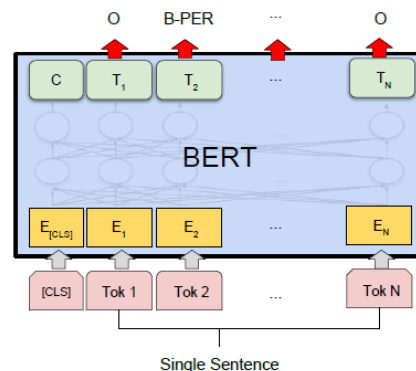 O B-PER ... O
C T1 T2 ... TN
...
BERT
...
E[CLS] E1 E2 ... EN
[CLS] Tok 1 Tok 2 ... Tok N
Single Sentence